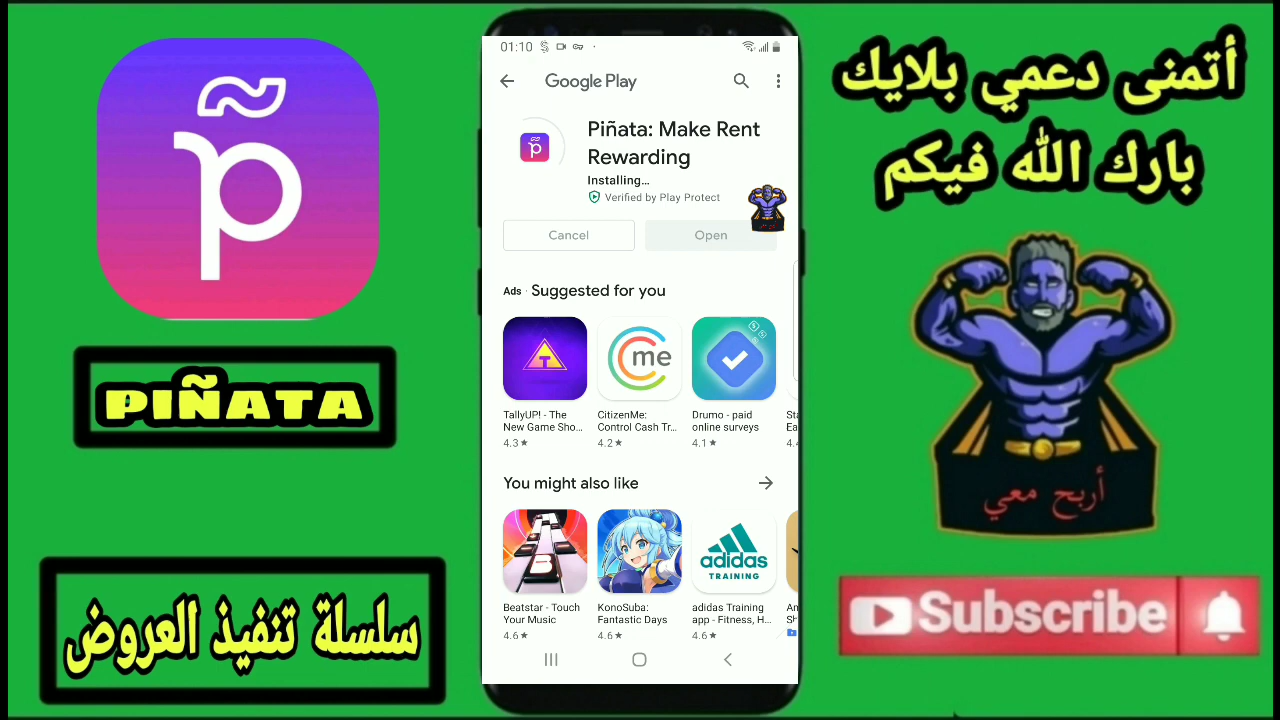 p̃
PIÑATA
سلسلة تنفيذ العروض
01:10
Google Play
Piñata: Make Rent
Rewarding
Installing...
Verified by Play Protect
Cancel
Open
Ads · Suggested for you
me
TallyUP! - The
New Game Sho...
4.3★
CitizenMe:
Control Cash Tr...
4.2★
Drumo - paid
online surveys
4.1★
You might also like
adidas
TRAINING
Beatstar - Touch
Your Music
4.6★
KonoSuba:
Fantastic Days
4.6★
adidas Training
app - Fitness, H...
4.6★
أتمنى دعمي بلايك
بارك الله فيكم
أربح معي
Subscribe